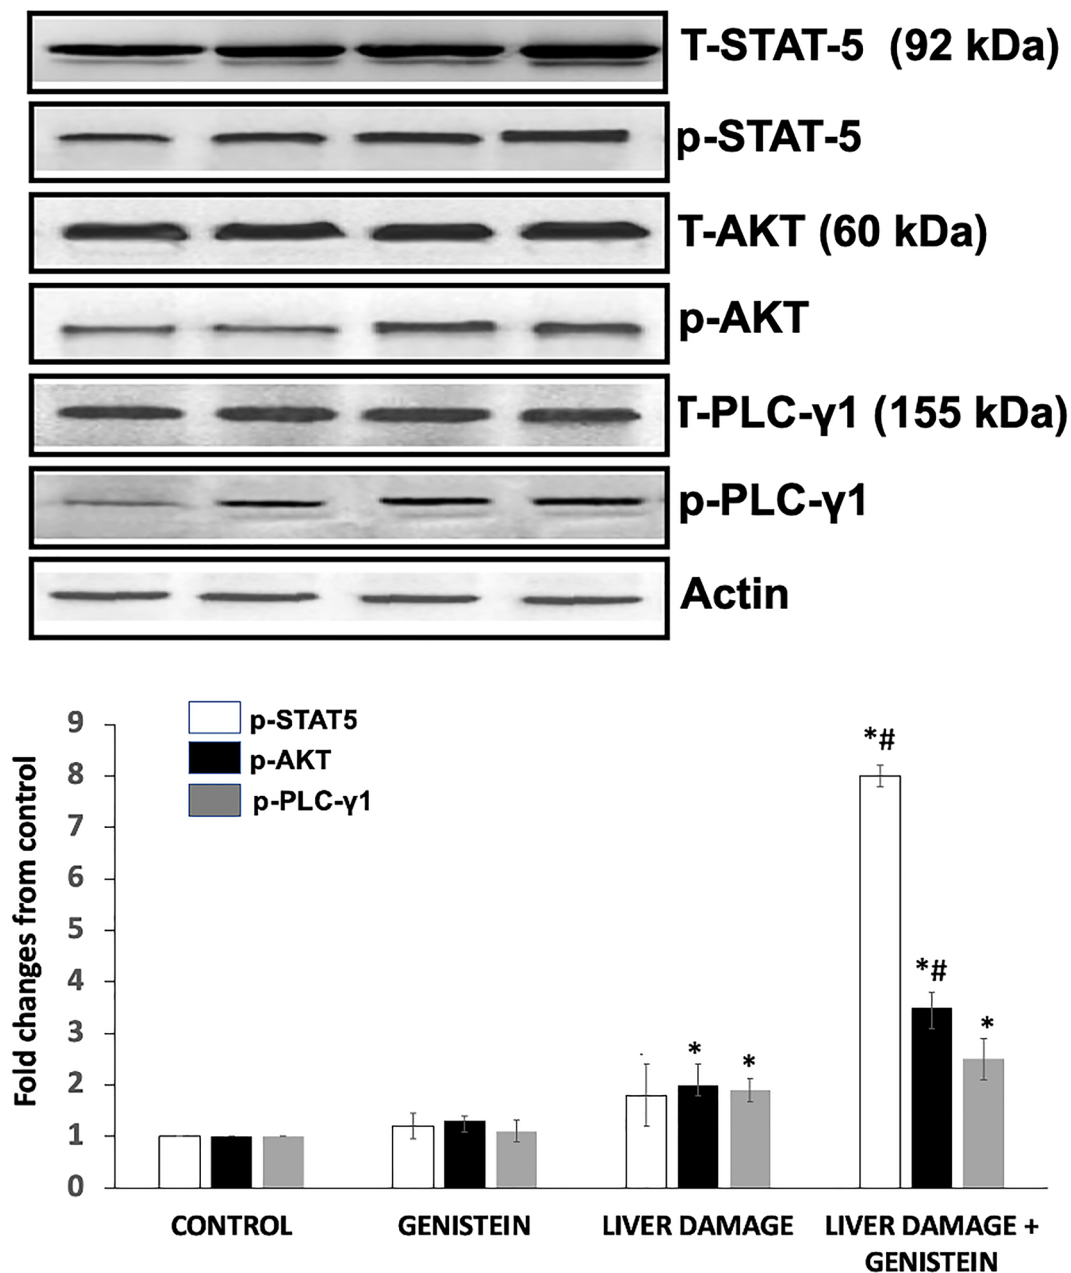 T-STAT-5 (92 kDa)
p-STAT-5
T-AKT (60 kDa)
p-AKT
T-PLC-γ1 (155 kDa)
p-PLC-γ1
Actin
Fold changes from control
9
8
7
6
5
4
3
2
1
0
p-STAT5
p-AKT
p-PLC-γ1
* *
*# *# *
CONTROL GENISTEIN LIVER DAMAGE LIVER DAMAGE +
GENISTEIN